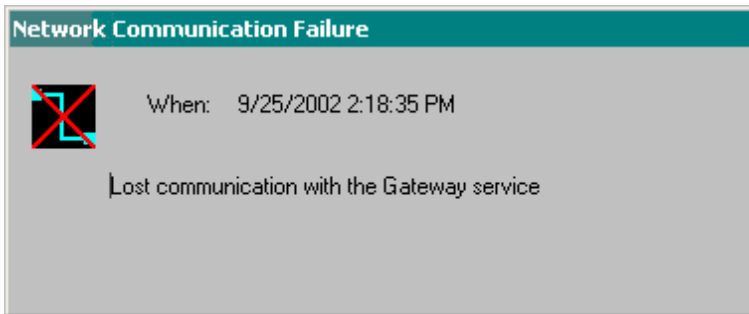 Network Communication Failure
When: 9/25/2002 2:18:35 PM
Lost communication with the Gateway service